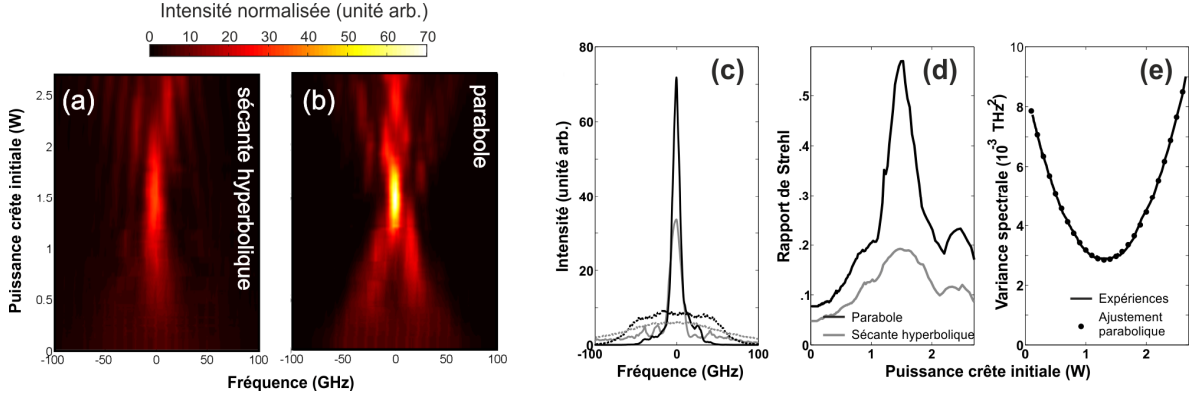 Intensité normalisée (unité arb.)
0 10 20 30 40 50 60 70
(a)
sécante hyperbolique
(b)
parabole
Puissance crête initiale (W)
2.5
2
1.5
1
0.5
0
-100 -50 0 50 100
-100 -50 0 50 100
Fréquence (GHz)
(c)
Intensité (unité arb.)
80
60
40
20
0
-100 0 100
Fréquence (GHz)
(d)
Rapport de Strehl
.5
.4
.3
.2
.1
0
Parabole
Sécante hyperbolique
0 1 2
(e)
Variance spectrale (10-3 THz2)
10
8
6
4
2
0
Expériences
Ajustement
parabolique
0 1 2
Puissance crête initiale (W)